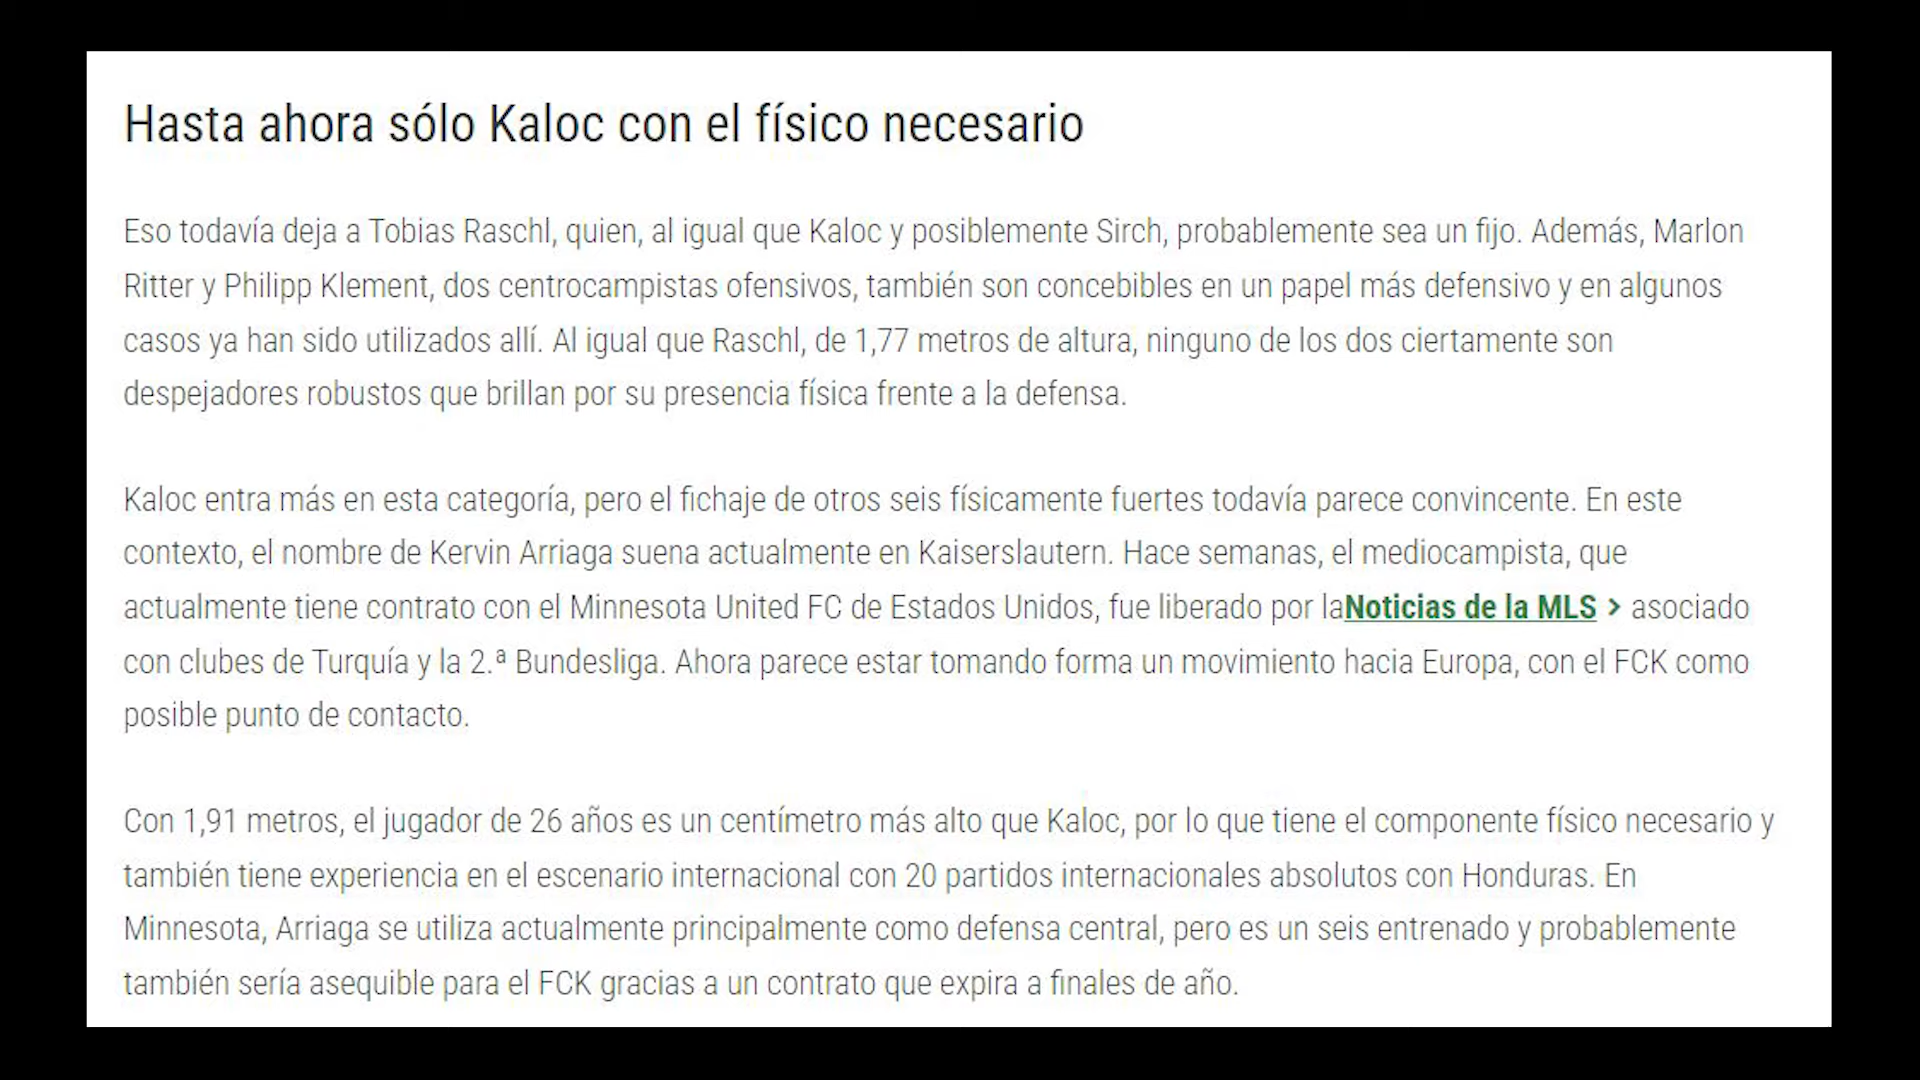 Hasta ahora sólo Kaloc con el físico necesario
Eso todavía deja a Tobias Raschl, quien, al igual que Kaloc y posiblemente Sirch, probablemente sea un fijo. Además, Marlon
Ritter y Philipp Klement, dos centrocampistas ofensivos, también son concebibles en un papel más defensivo y en algunos
casos ya han sido utilizados allí. Al igual que Raschl, de 1,77 metros de altura, ninguno de los dos ciertamente son
despejadores robustos que brillan por su presencia física frente a la defensa.
Kaloc entra más en esta categoría, pero el fichaje de otros seis físicamente fuertes todavía parece convincente. En este
contexto, el nombre de Kervin Arriaga suena actualmente en Kaiserslautern. Hace semanas, el mediocampista, que
actualmente tiene contrato con el Minnesota United FC de Estados Unidos, fue liberado por laNoticias de la MLS > asociado
con clubes de Turquía y la 2.ª Bundesliga. Ahora parece estar tomando forma un movimiento hacia Europa, con el FCK como
posible punto de contacto.
Con 1,91 metros, el jugador de 26 años es un centímetro más alto que Kaloc, por lo que tiene el componente físico necesario y
también tiene experiencia en el escenario internacional con 20 partidos internacionales absolutos con Honduras. En
Minnesota, Arriaga se utiliza actualmente principalmente como defensa central, pero es un seis entrenado y probablemente
también sería asequible para el FCK gracias a un contrato que expira a finales de año.